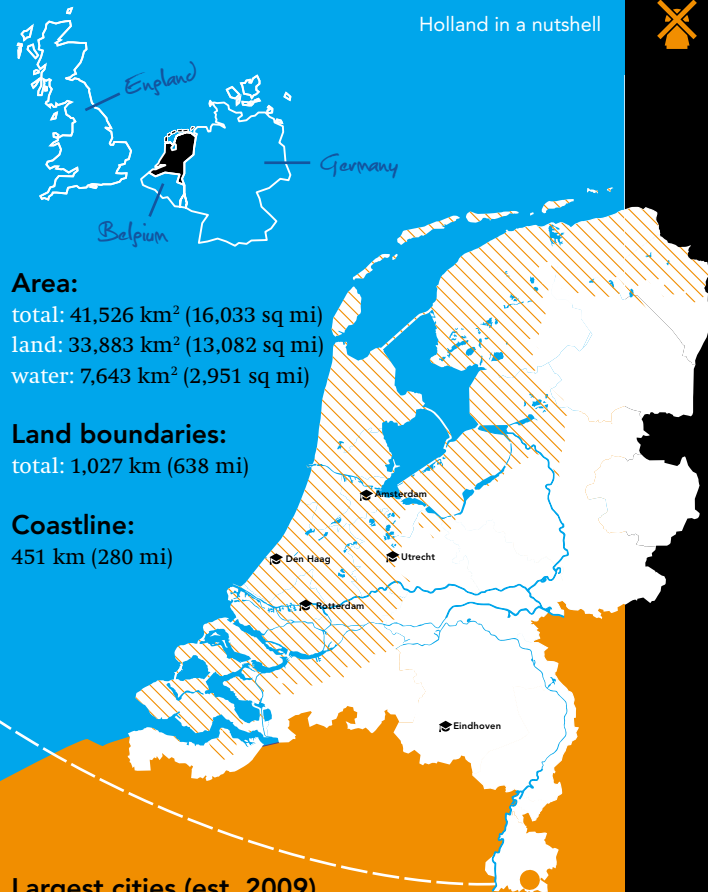 Holland in a nutshell
England
Germany
Belgium
Area:
total: 41,526 km² (16,033 sq mi)
land: 33,883 km² (13,082 sq mi)
water: 7,643 km² (2,951 sq mi)
Land boundaries:
total: 1,027 km (638 mi)
Coastline:
451 km (280 mi)
Amsterdam
Den Haag
Utrecht
Rotterdam
Eindhoven
Largest cities (est. 2009)